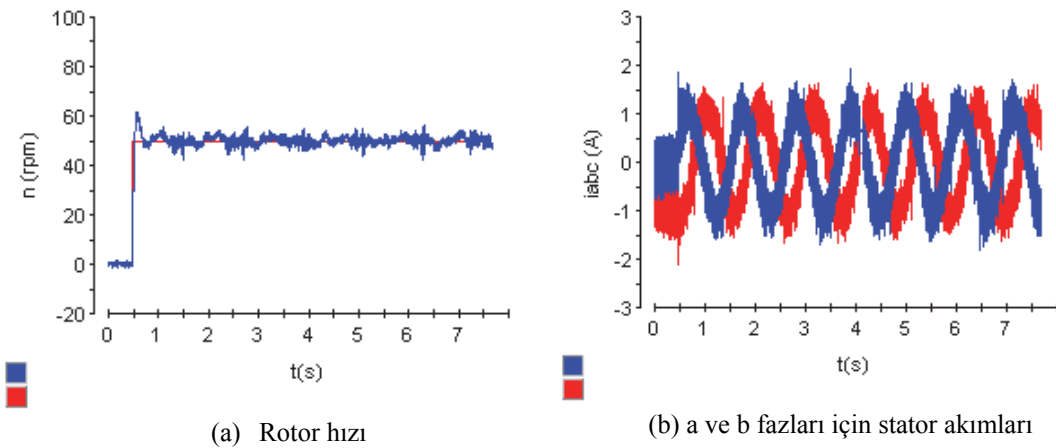 100
80
60
40
20
0
-20
n (rpm)
0 1 2 3 4 5 6 7
t(s)
(a) Rotor hızı
3
2
1
0
-1
-2
-3
iabc (A)
0 1 2 3 4 5 6 7
t(s)
(b) a ve b fazları için stator akımları